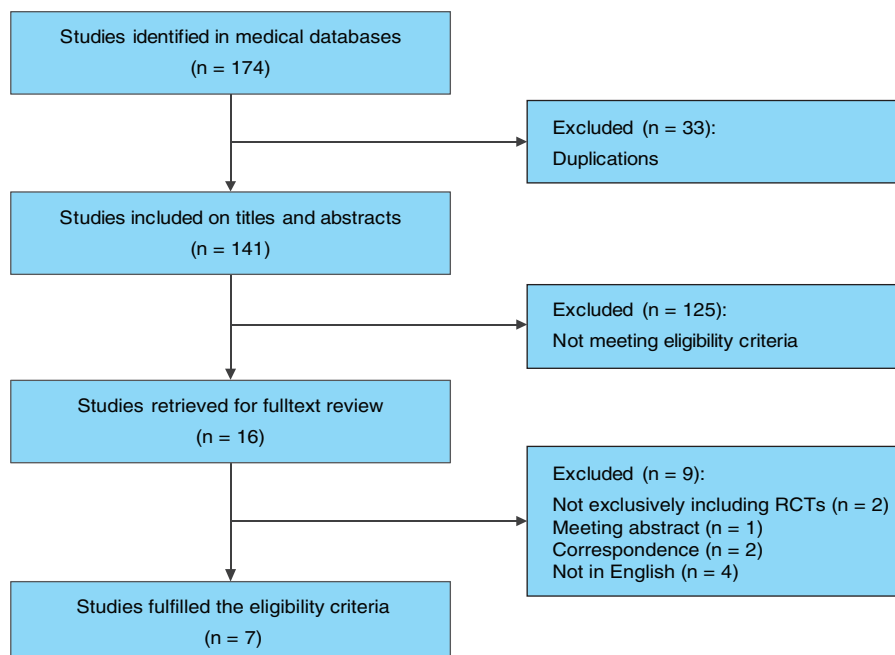 Studies identified in medical databases
(n = 174)
Excluded (n = 33):
Duplications
Studies included on titles and abstracts
(n = 141)
Excluded (n = 125):
Not meeting eligibility criteria
Studies retrieved for fulltext review
(n = 16)
Excluded (n = 9):
Not exclusively including RCTs (n = 2)
Meeting abstract (n = 1)
Correspondence (n = 2)
Not in English (n = 4)
Studies fulfilled the eligibility criteria
(n = 7)